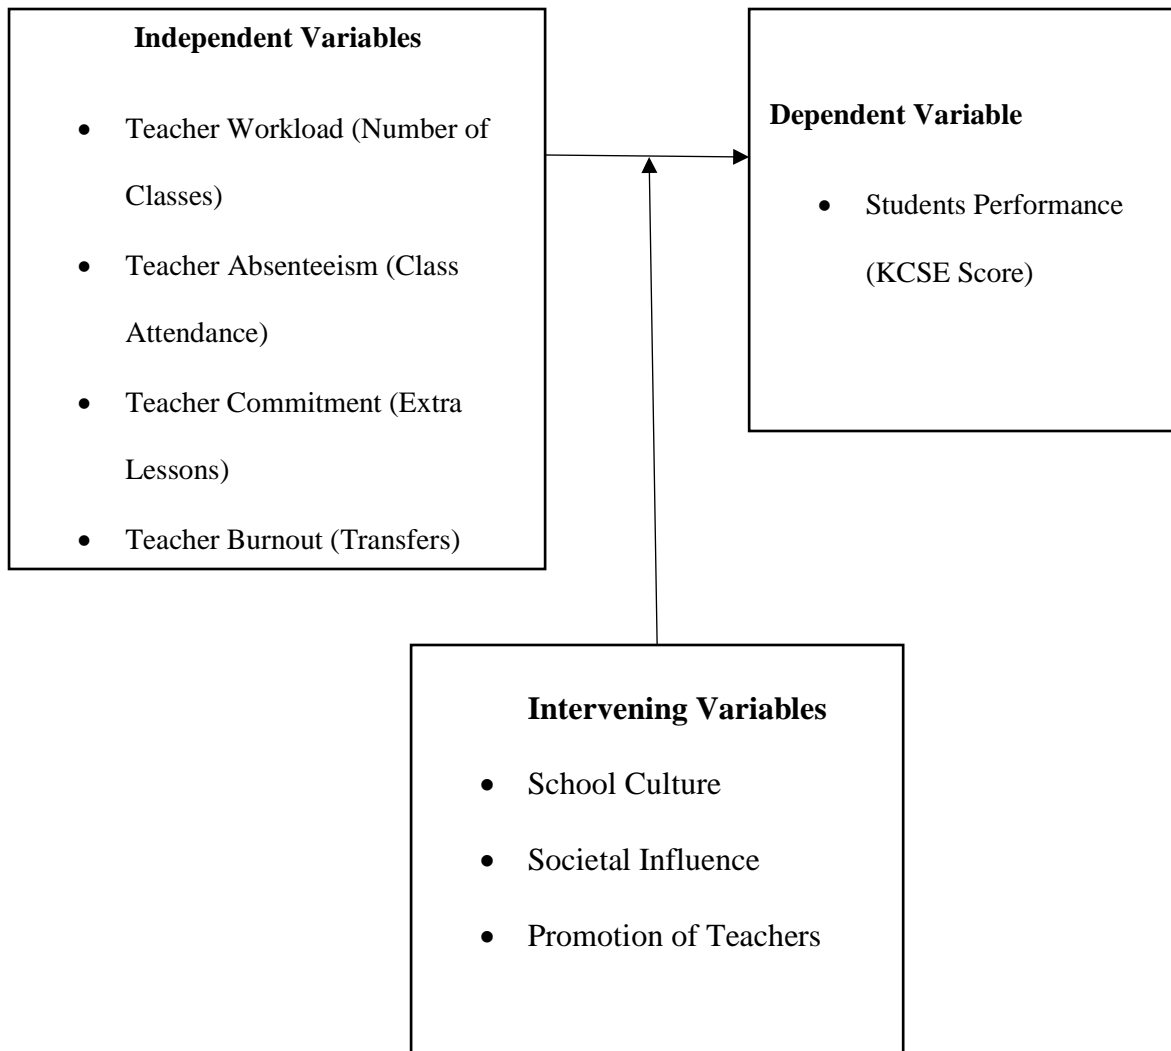 Independent Variables
• Teacher Workload (Number of
Classes)
• Teacher Absenteeism (Class
Attendance)
• Teacher Commitment (Extra
Lessons)
• Teacher Burnout (Transfers)
Dependent Variable
• Students Performance
(KCSE Score)
Intervening Variables
• School Culture
• Societal Influence
• Promotion of Teachers